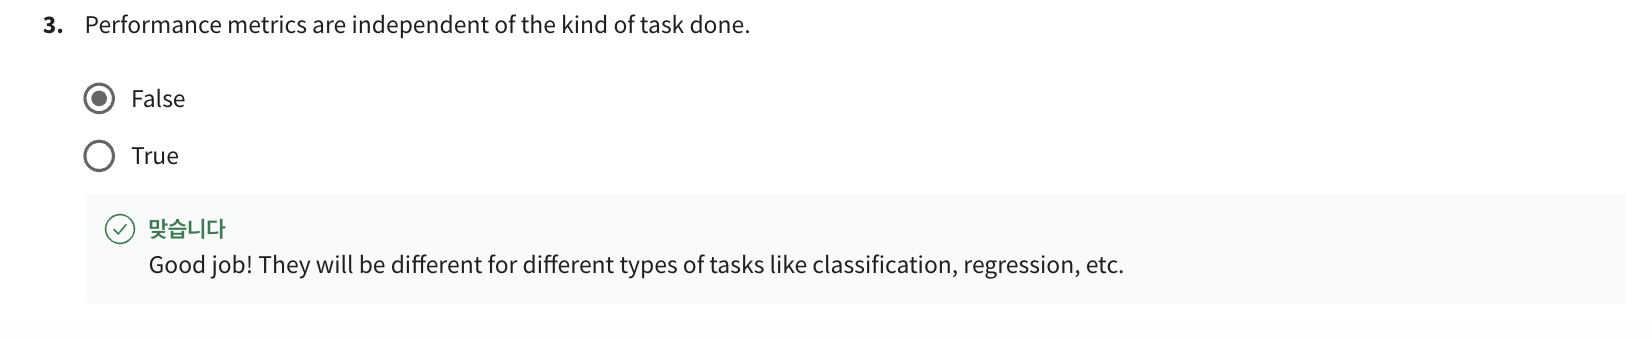 3. Performance metrics are independent of the kind of task done.
False
True
맞습니다
Good job! They will be different for different types of tasks like classification, regression, etc.